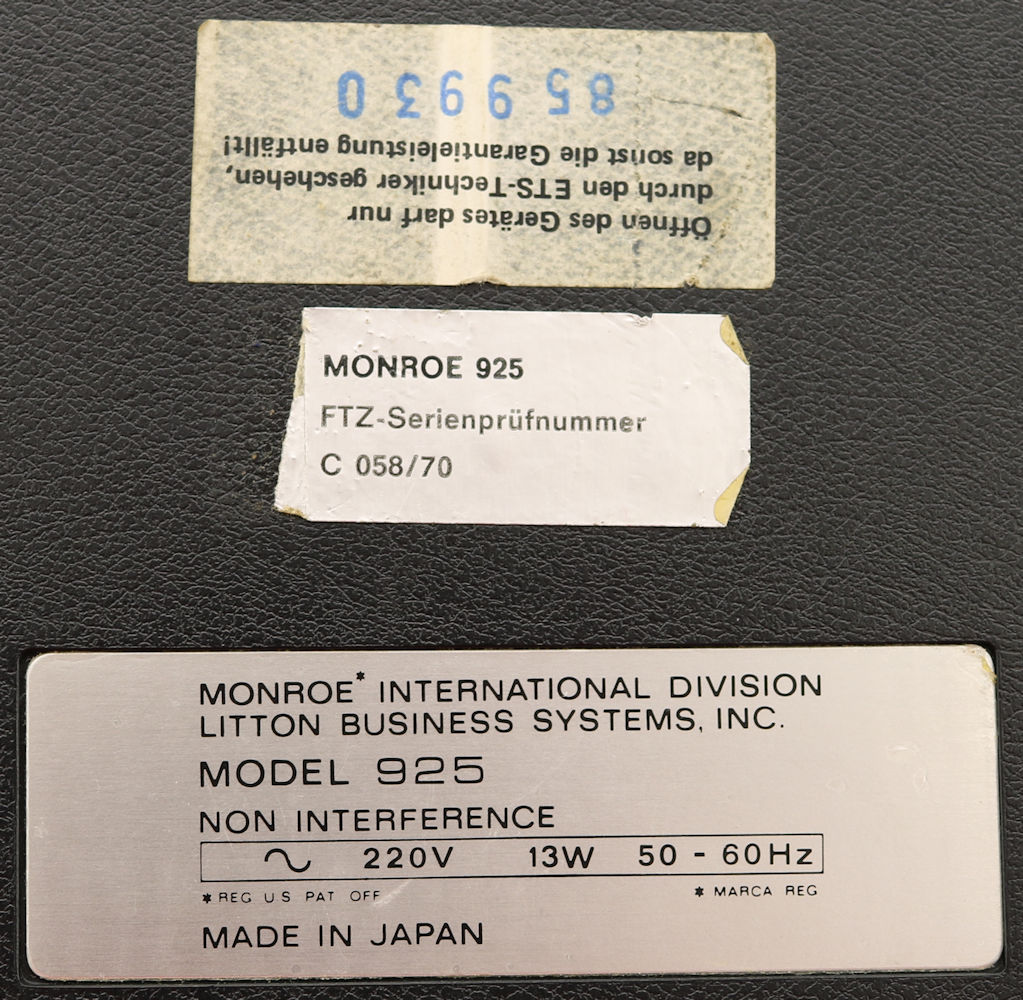 Öffnen des Gerätes darf nur
durch den ETS-Techniker geschehen,
da sonst die Garantieleistung entfällt!
859930
MONROE 925
FTZ-Serienprüfnummer
C 058/70
MONROE* INTERNATIONAL DIVISION
LITTON BUSINESS SYSTEMS, INC.
MODEL 925
NON INTERFERENCE
∿ 220V 13W 50 - 60Hz
* REG U S PAT OFF * MARCA REG
MADE IN JAPAN